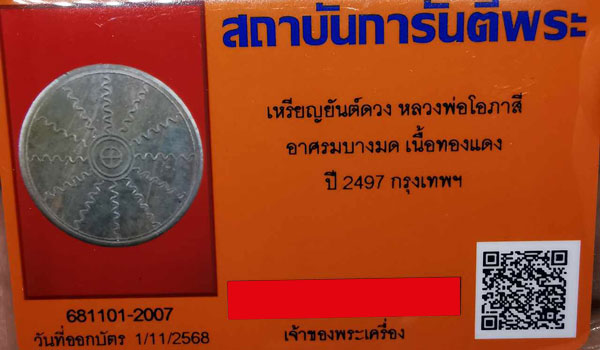 สถาบันการันตีพระ
เหรียญยันต์ดวง หลวงพ่อโอภาสี
อาศรมบางมด เนื้อทองแดง
ปี 2497 กรุงเทพฯ
681101-2007
วันที่ออกบัตร 1/11/2568
เจ้าของพระเครื่อง